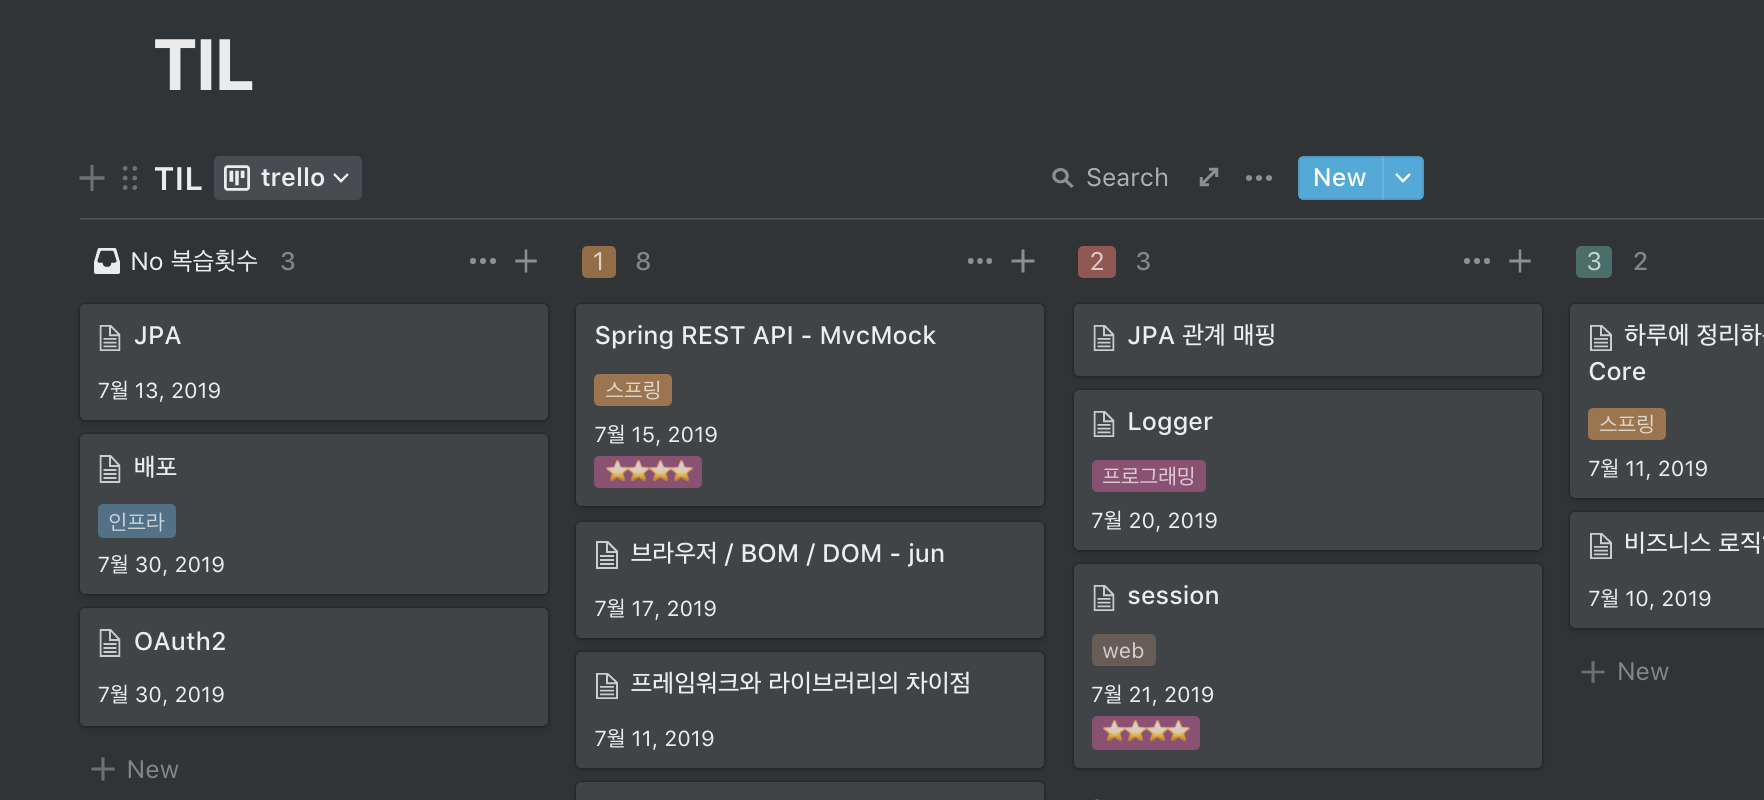 TIL
TIL trello
Search
New
No 복습횟수 3
JPA
7월 13, 2019
배포
인프라
7월 30, 2019
OAuth2
7월 30, 2019
New
1 8
Spring REST API - MvcMock
스프링
7월 15, 2019
⭐⭐⭐⭐
브라우저 / BOM / DOM - jun
7월 17, 2019
프레임워크와 라이브러리의 차이점
7월 11, 2019
2 3
JPA 관계 매핑
Logger
프로그래밍
7월 20, 2019
session
web
7월 21, 2019
⭐⭐⭐⭐
3 2
하루에 정리하
Core
스프링
7월 11, 2019
비즈니스 로직
7월 10, 2019
New